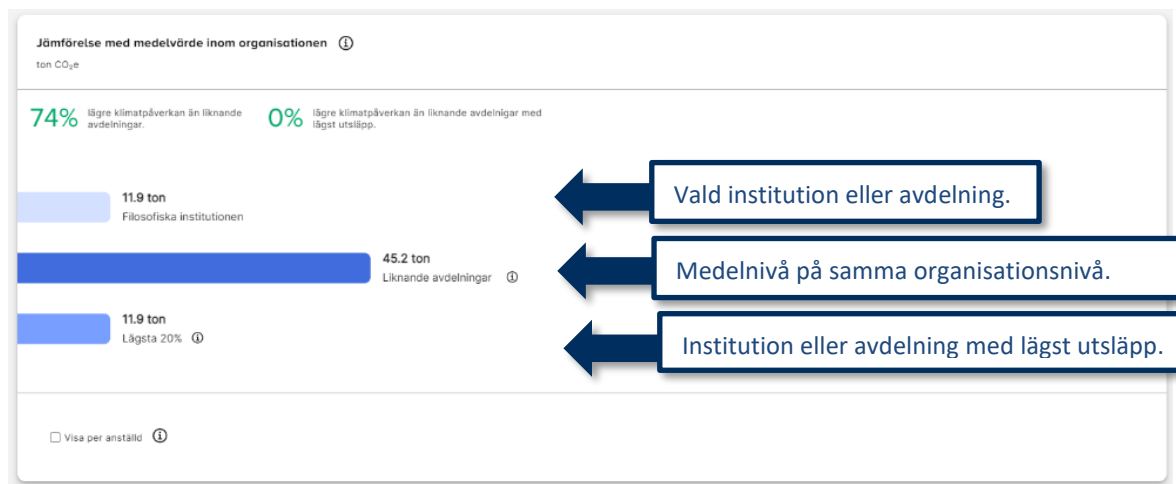 Jämförelse med medelvärde inom organisationen
ton CO₂e
74% lägre klimatpåverkan än liknande
avdelningar.
0% lägre klimatpåverkan än liknande avdelnigar med
lägst utsläpp.
11.9 ton
Filosofiska institutionen
Vald institution eller avdelning.
45.2 ton
Liknande avdelningar
Medelnivå på samma organisationsnivå.
11.9 ton
Lägsta 20%
Institution eller avdelning med lägst utsläpp.
Visa per anställd